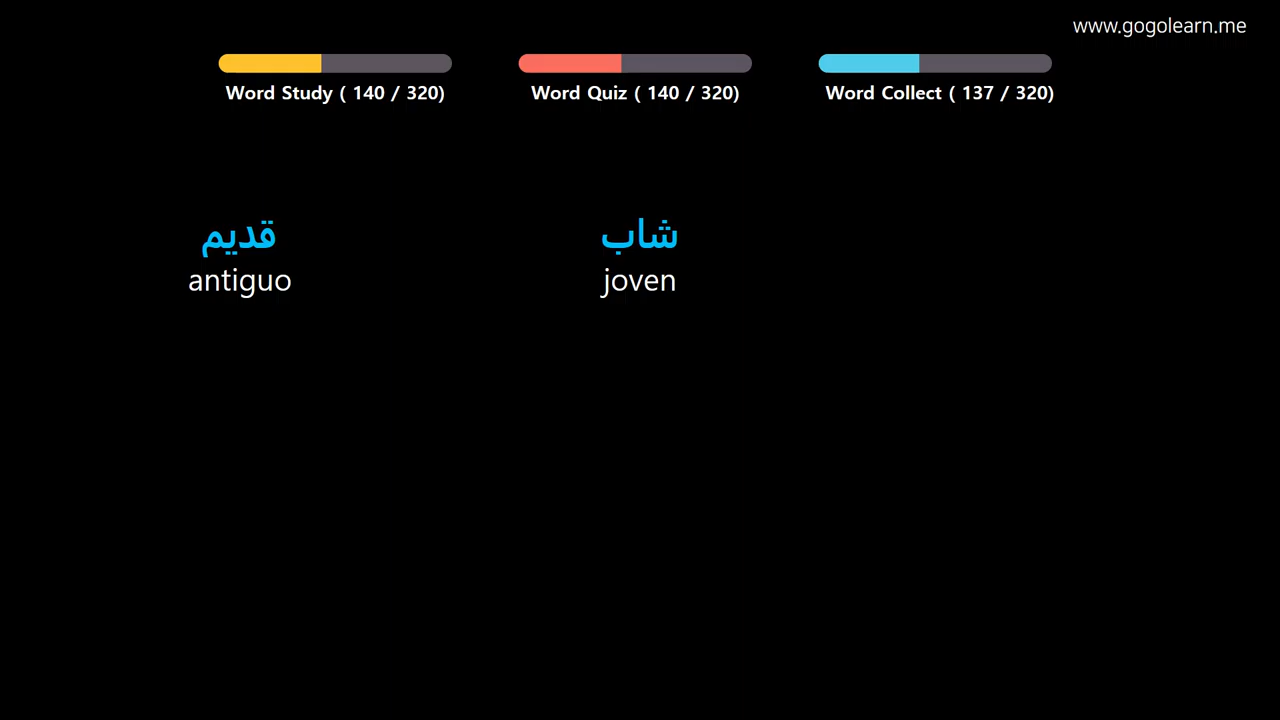 www.gogolearn.me
Word Study ( 140 / 320)
Word Quiz ( 140 / 320)
Word Collect ( 137 / 320)
قديم
antiguo
شاب
joven